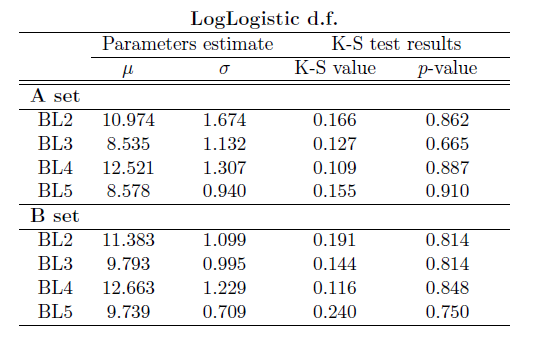 LogLogistic d.f.
Parameters estimate K-S test results
μ σ K-S value p-value
A set
BL2 10.974 1.674 0.166 0.862
BL3 8.535 1.132 0.127 0.665
BL4 12.521 1.307 0.109 0.887
BL5 8.578 0.940 0.155 0.910
B set
BL2 11.383 1.099 0.191 0.814
BL3 9.793 0.995 0.144 0.814
BL4 12.663 1.229 0.116 0.848
BL5 9.739 0.709 0.240 0.750